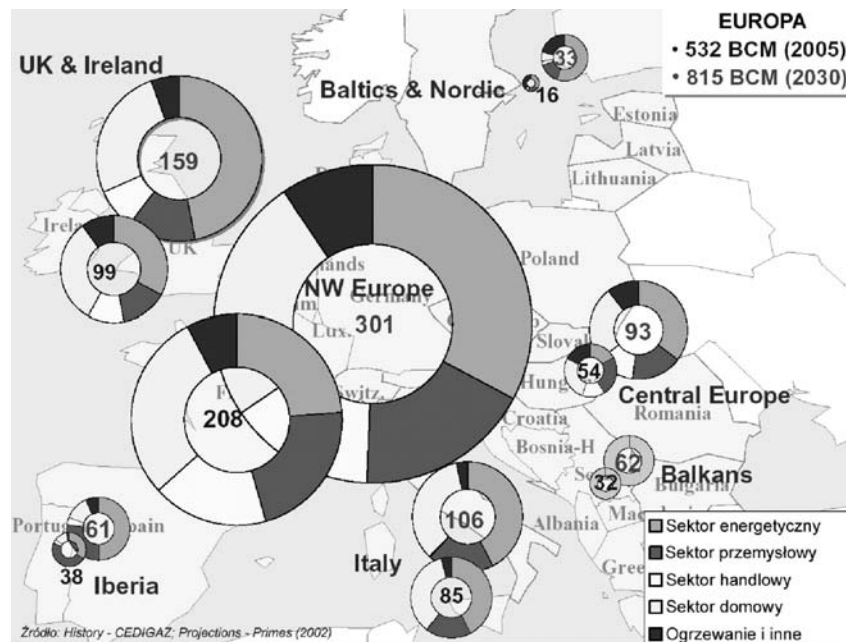 EUROPA
• 532 BCM (2005)
• 815 BCM (2030)
UK & Ireland
Baltics & Nordic
33
16
Estonia
Latvia
Lithuania
159
UK
99
Poland
NW Europe
Germany
301
Lux.
Switz.
208
93
54
Central Europe
Croatia
Romania
Bosnia-H
62
32
Balkans
Bulgaria
Albania
61
38
Iberia
106
Italy
85
Sektor energetyczny
Sektor przemysłowy
Sektor handlowy
Sektor domowy
Ogrzewanie i inne
Źródło: History - CEDIGAZ; Projections - Primes (2002)